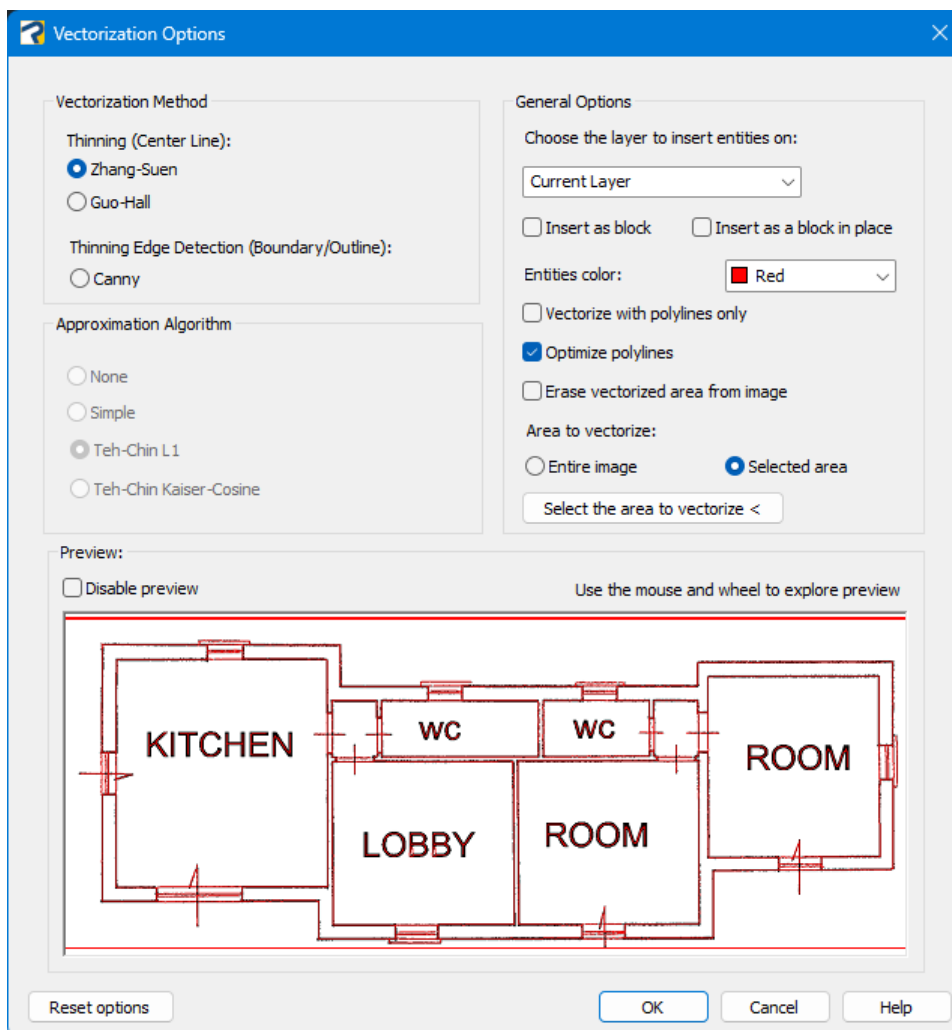 Vectorization Options
Vectorization Method
Thinning (Center Line):
Zhang-Suen
Guo-Hall
Thinning Edge Detection (Boundary/Outline):
Canny
Approximation Algorithm
None
Simple
Teh-Chin L1
Teh-Chin Kaiser-Cosine
General Options
Choose the layer to insert entities on:
Current Layer
Insert as block Insert as a block in place
Entities color: Red
Vectorize with polylines only
Optimize polylines
Erase vectorized area from image
Area to vectorize:
Entire image Selected area
Select the area to vectorize <
Preview:
Disable preview Use the mouse and wheel to explore preview
KITCHEN WC WC ROOM
LOBBY ROOM
Reset options OK Cancel Help